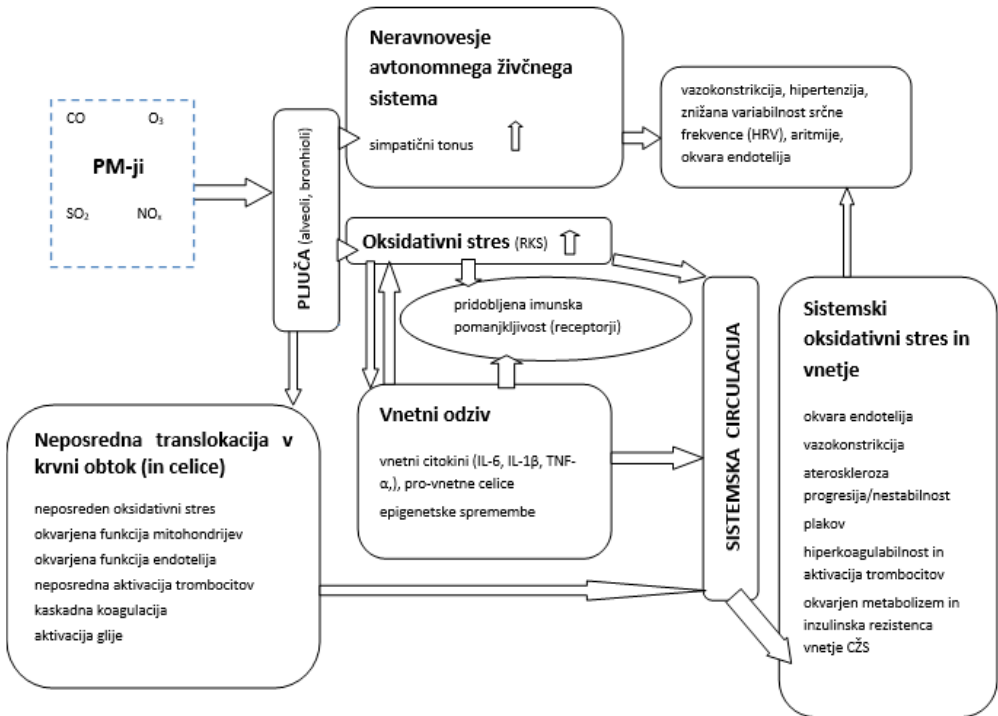 CO O₃
PM-ji
SO₂ NOₓ
PLJUČA (alveoli, bronhioli)
Neravnovesje
avtonomnega živčnega
sistema
simpatični tonus
vazokonstrikcija, hipertenzija,
znižana variabilnost srčne
frekvence (HRV), aritmije,
okvara endotelija
Oksidativni stres (RKS)
pridobljena imunska
pomanjkljivost (receptorji)
Vnetni odziv
vnetni citokini (IL-6, IL-1β, TNF-
α,), pro-vnetne celice
epigenetske spremembe
Neposredna translokacija v
krvni obtok (in celice)
neposreden oksidativni stres
okvarjena funkcija mitohondrijev
okvarjena funkcija endotelija
neposredna aktivacija trombocitov
kaskadna koagulacija
aktivacija glije
SISTEMSKA CIRCULACIJA
Sistemski
oksidativni stres in
vnetje
okvara endotelija
vazokonstrikcija
ateroskleroza
progresija/nestabilnost
plakov
hiperkoagulabilnost in
aktivacija trombocitov
okvarjen metabolizem in
inzulinska rezistenca
vnetje CŽS